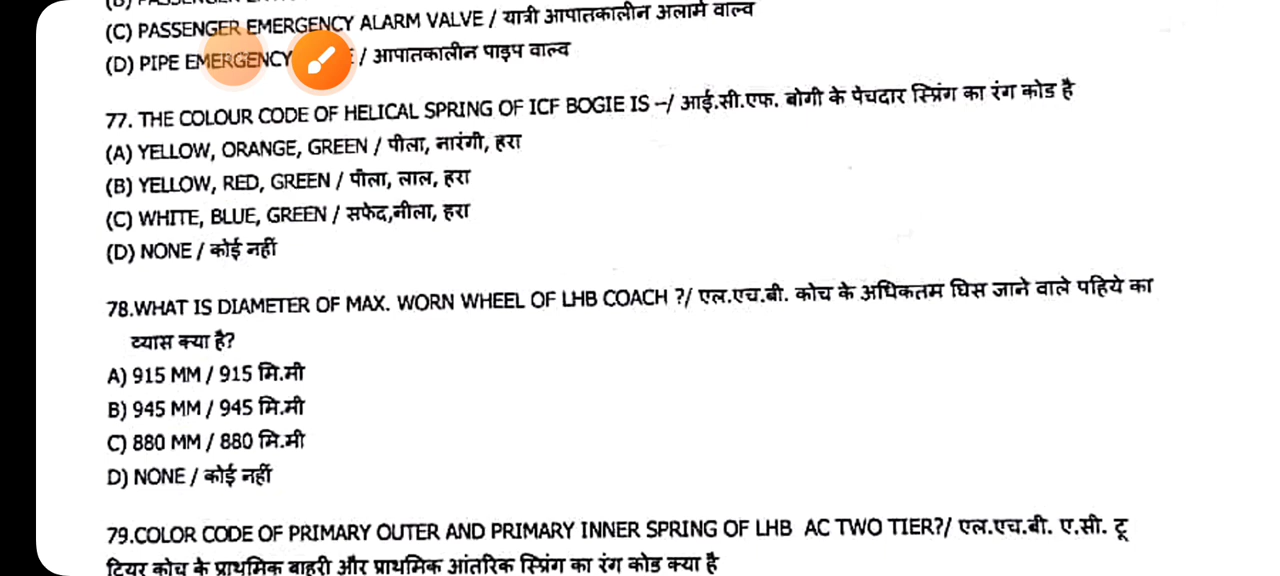 (C) PASSENGER EMERGENCY ALARM VALVE / यात्री आपातकालीन अलार्म वाल्व
(D) PIPE EMERGENCY / आपातकालीन पाइप वाल्व
77. THE COLOUR CODE OF HELICAL SPRING OF ICF BOGIE IS --/ आई.सी.एफ. बोगी के पेचदार स्प्रिंग का रंग कोड है
(A) YELLOW, ORANGE, GREEN / पीला, नारंगी, हरा
(B) YELLOW, RED, GREEN / पीला, लाल, हरा
(C) WHITE, BLUE, GREEN / सफेद,नीला, हरा
(D) NONE / कोई नहीं
78.WHAT IS DIAMETER OF MAX. WORN WHEEL OF LHB COACH ?/ एल.एच.बी. कोच के अधिकतम घिस जाने वाले पहिये का
व्यास क्या है?
A) 915 MM / 915 मि.मी
B) 945 MM / 945 मि.मी
C) 880 MM / 880 मि.मी
D) NONE / कोई नहीं
79.COLOR CODE OF PRIMARY OUTER AND PRIMARY INNER SPRING OF LHB AC TWO TIER?/ एल.एच.बी. ए.सी. टू
टियर कोच के प्राथमिक बाहरी और प्राथमिक आंतरिक स्प्रिंग का रंग कोड क्या है